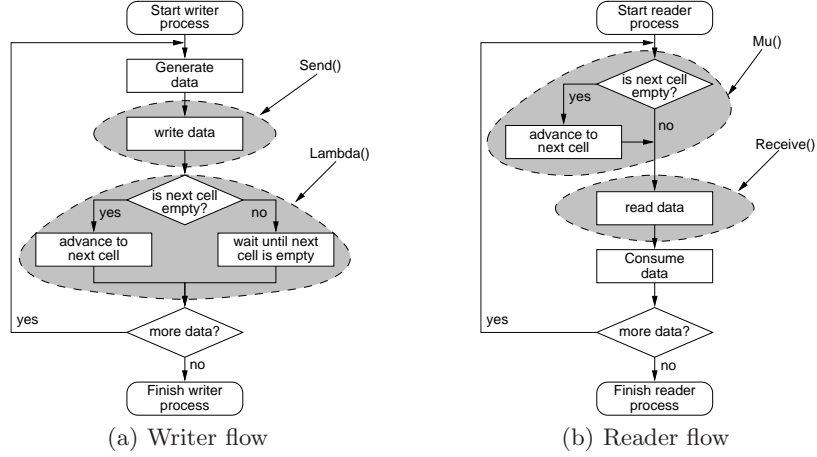 Start writer
process
Generate
data
Send()
write data
Lambda()
is next cell
empty?
yes
no
advance to
next cell
wait until next
cell is empty
more data?
yes
no
Finish writer
process
(a) Writer flow
Start reader
process
Mu()
is next cell
empty?
yes
no
advance to
next cell
Receive()
read data
Consume
data
more data?
yes
no
Finish reader
process
(b) Reader flow